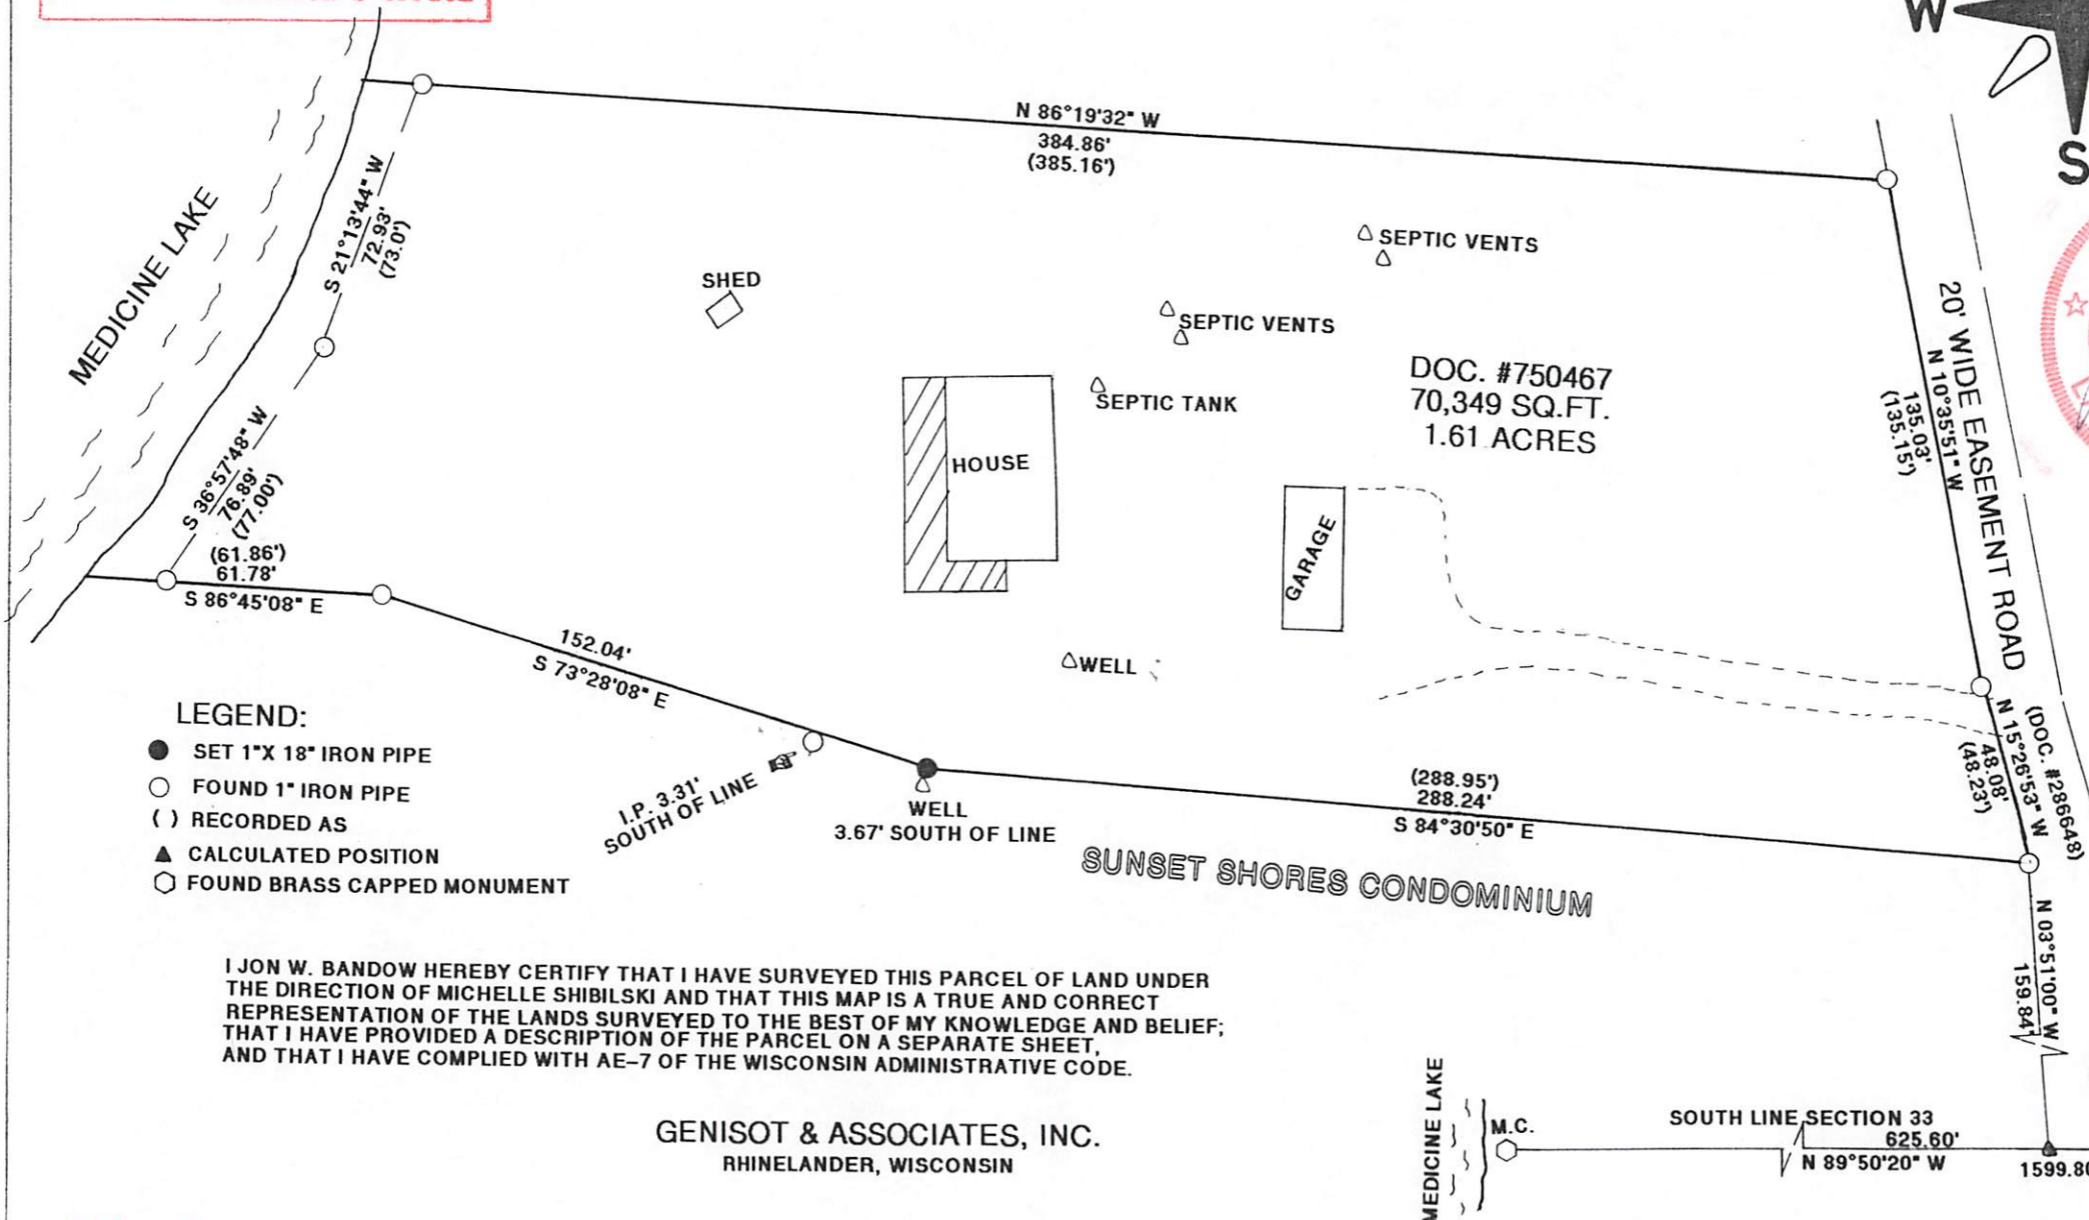 W
S
N 86°19'32" W
384.86'
(385.16')
MEDICINE LAKE
S 21°13'44" W
72.93'
(73.0')
SHED
SEPTIC VENTS
SEPTIC VENTS
SEPTIC TANK
HOUSE
DOC. #750467
70,349 SQ.FT.
1.61 ACRES
GARAGE
20' WIDE EASEMENT ROAD
N 10°35'51" W
135.03'
(135.15')
S 36°57'48" W
76.89'
(77.00')
(61.86')
61.78'
S 86°45'08" E
152.04'
S 73°28'08" E
WELL
(DOC. #286648)
N 15°26'53" W
48.08'
(48.23')
LEGEND:
SET 1"X 18" IRON PIPE
FOUND 1" IRON PIPE
( ) RECORDED AS
CALCULATED POSITION
FOUND BRASS CAPPED MONUMENT
I.P. 3.31'
SOUTH OF LINE
WELL
3.67' SOUTH OF LINE
(288.95')
288.24'
S 84°30'50" E
SUNSET SHORES CONDOMINIUM
N 03°51'00" W
159.84'
I JON W. BANDOW HEREBY CERTIFY THAT I HAVE SURVEYED THIS PARCEL OF LAND UNDER
THE DIRECTION OF MICHELLE SHIBILSKI AND THAT THIS MAP IS A TRUE AND CORRECT
REPRESENTATION OF THE LANDS SURVEYED TO THE BEST OF MY KNOWLEDGE AND BELIEF;
THAT I HAVE PROVIDED A DESCRIPTION OF THE PARCEL ON A SEPARATE SHEET,
AND THAT I HAVE COMPLIED WITH AE-7 OF THE WISCONSIN ADMINISTRATIVE CODE.
GENISOT & ASSOCIATES, INC.
RHINELANDER, WISCONSIN
MEDICINE LAKE
M.C.
SOUTH LINE SECTION 33
625.60'
N 89°50'20" W